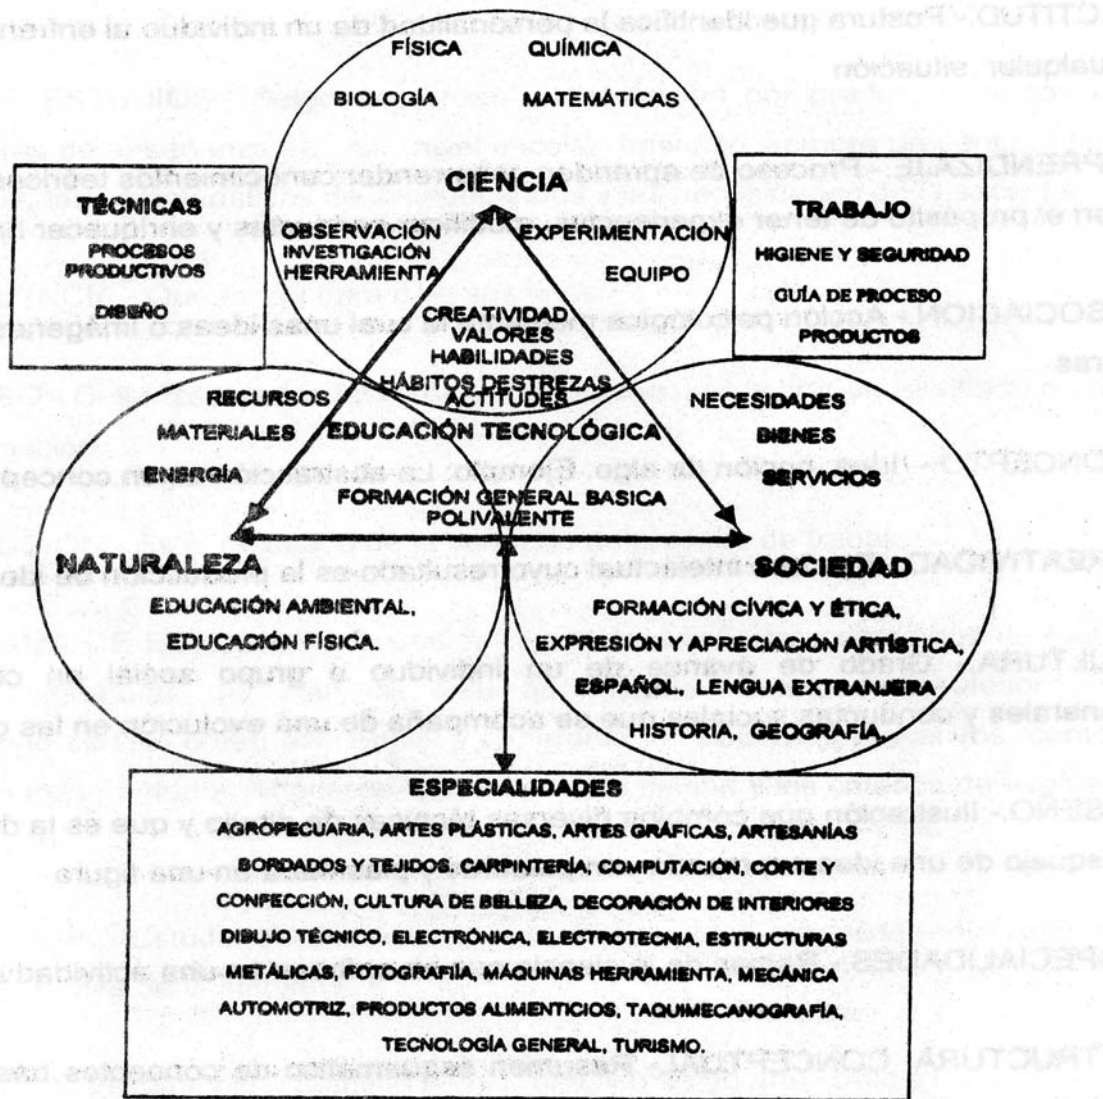 FÍSICA QUÍMICA
BIOLOGÍA MATEMÁTICAS
CIENCIA
OBSERVACIÓN EXPERIMENTACIÓN
INVESTIGACIÓN
HERRAMIENTA EQUIPO
CREATIVIDAD
VALORES
HABILIDADES
HÁBITOS DESTREZAS
ACTITUDES
TÉCNICAS
PROCESOS
PRODUCTIVOS
DISEÑO
TRABAJO
HIGIENE Y SEGURIDAD
GUÍA DE PROCESO
PRODUCTOS
RECURSOS
MATERIALES
ENERGÍA
EDUCACIÓN TECNOLÓGICA
FORMACIÓN GENERAL BASICA
POLIVALENTE
NECESIDADES
BIENES
SERVICIOS
NATURALEZA
EDUCACIÓN AMBIENTAL,
EDUCACIÓN FÍSICA.
SOCIEDAD
FORMACIÓN CÍVICA Y ÉTICA,
EXPRESIÓN Y APRECIACIÓN ARTÍSTICA,
ESPAÑOL, LENGUA EXTRANJERA
HISTORIA, GEOGRAFÍA,
ESPECIALIDADES
AGROPECUARIA, ARTES PLÁSTICAS, ARTES GRÁFICAS, ARTESANÍAS
BORDADOS Y TEJIDOS, CARPINTERÍA, COMPUTACIÓN, CORTE Y
CONFECCIÓN, CULTURA DE BELLEZA, DECORACIÓN DE INTERIORES
DIBUJO TÉCNICO, ELECTRÓNICA, ELECTROTECNIA, ESTRUCTURAS
METÁLICAS, FOTOGRAFIÍA, MAQUINAS HERRAMIENTA, MECÁNICA
AUTOMOTRIZ, PRODUCTOS ALIMENTICIOS, TAQUIMECANOGRAFÍA,
TECNOLOGÍA GENERAL, TURISMO.